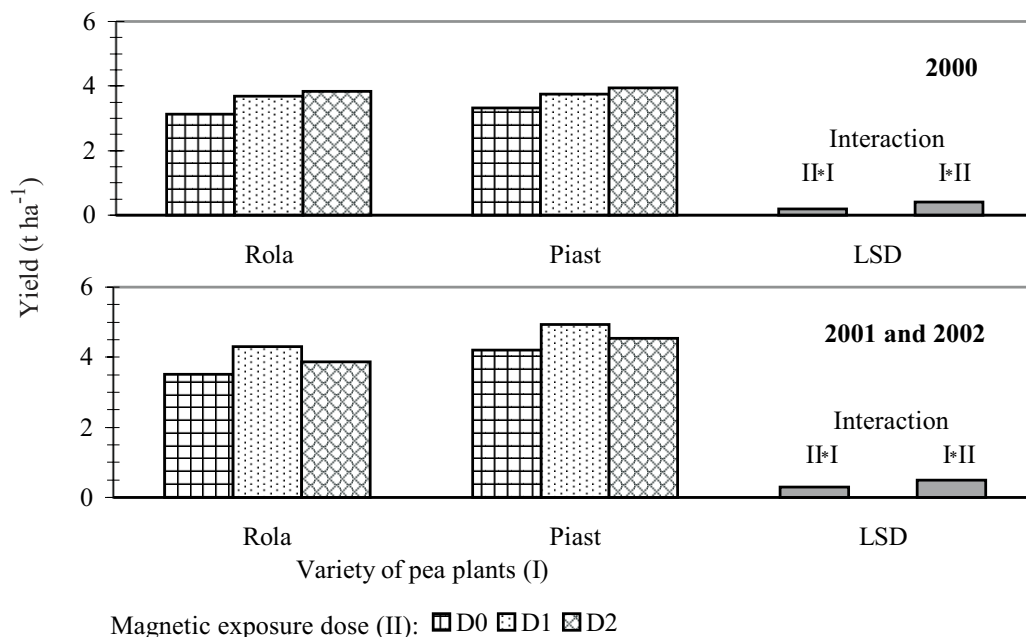 Yield (t ha⁻¹)
6
4
2
0
2000
Interaction
II*I I*II
Rola Piast LSD
6
4
2
0
2001 and 2002
Interaction
II*I I*II
Rola Piast LSD
Variety of pea plants (I)
Magnetic exposure dose (II): D0 D1 D2